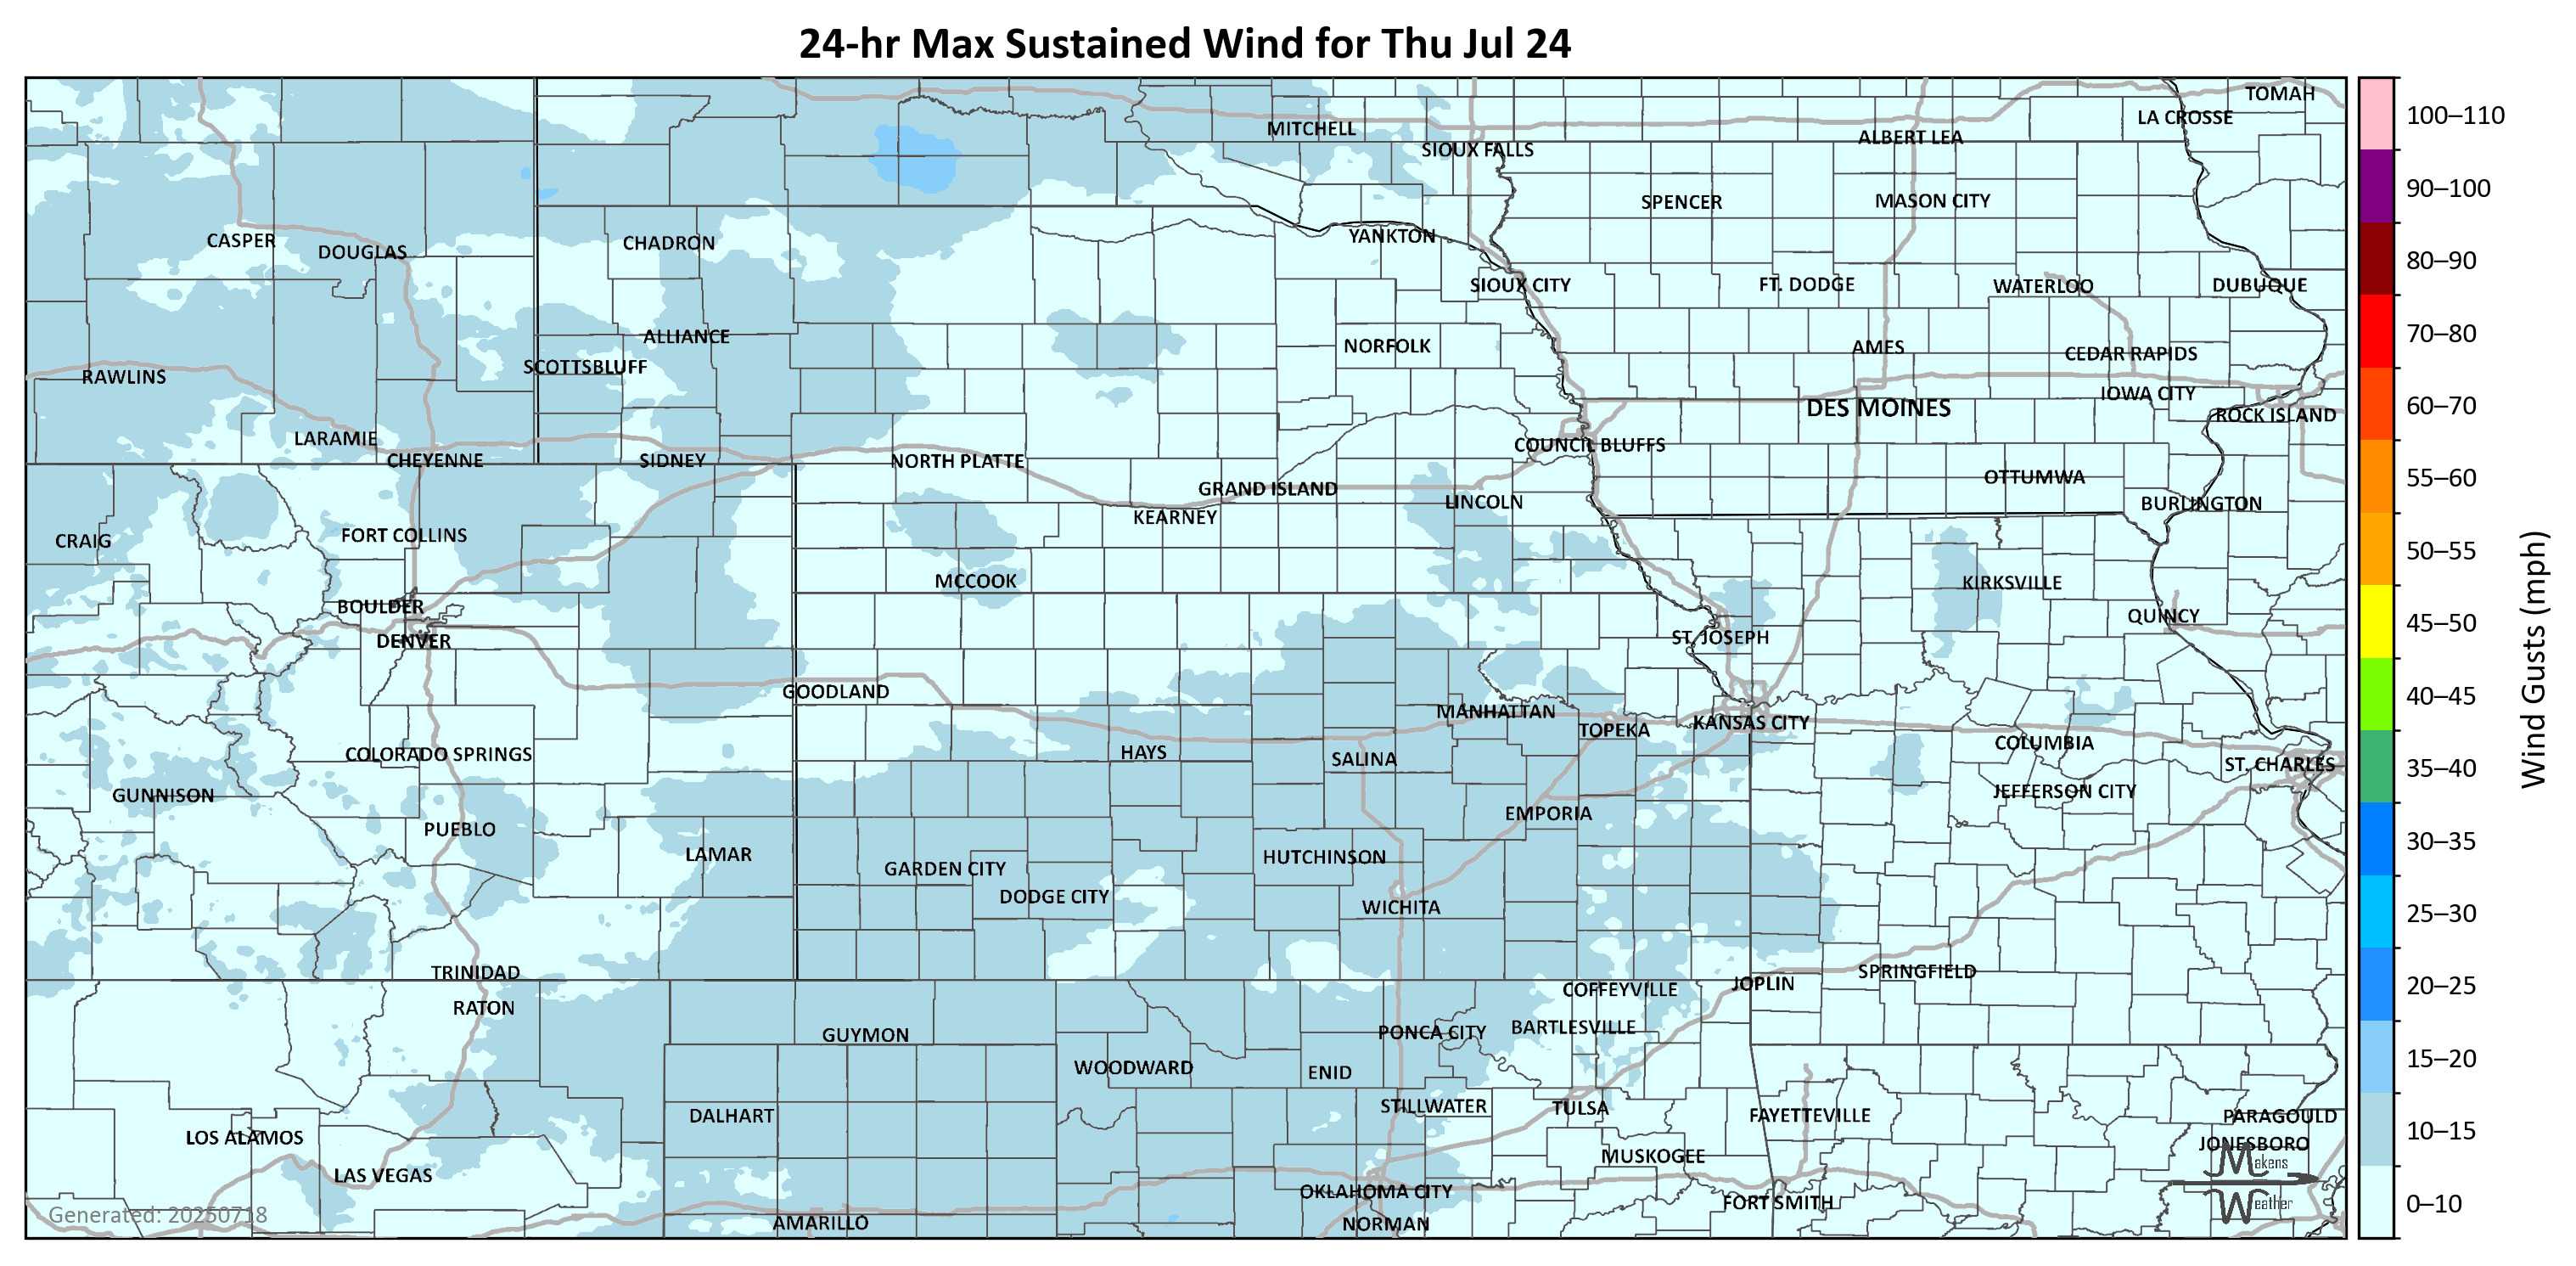 24-hr Max Sustained Wind for Thu Jul 24
TOMAH
LA CROSSE
MITCHELL
ALBERT LEA
SIOUX FALLS
SPENCER
MASON CITY
CASPER
DOUGLAS
CHADRON
YANKTON
SIOUX CITY
FT. DODGE
WATERLOO
DUBUQUE
ALLIANCE
NORFOLK
AMES
CEDAR RAPIDS
SCOTTSBLUFF
RAWLINS
IOWA CITY
DES MOINES
ROCK ISLAND
LARAMIE
COUNCIL BLUFFS
CHEYENNE
SIDNEY
NORTH PLATTE
OTTUMWA
GRAND ISLAND
LINCOLN
BURLINGTON
KEARNEY
FORT COLLINS
CRAIG
MCCOOK
KIRKSVILLE
BOULDER
QUINCY
DENVER
ST. JOSEPH
GOODLAND
MANHATTAN
TOPEKA
KANSAS CITY
COLUMBIA
COLORADO SPRINGS
HAYS
SALINA
ST. CHARLES
GUNNISON
JEFFERSON CITY
EMPORIA
PUEBLO
LAMAR
HUTCHINSON
GARDEN CITY
DODGE CITY
WICHITA
TRINIDAD
SPRINGFIELD
JOPLIN
COFFEYVILLE
RATON
GUYMON
PONCA CITY
BARTLESVILLE
WOODWARD
ENID
DALHART
STILLWATER
TULSA
FAYETTEVILLE
PARAGOULD
LOS ALAMOS
JONESBORO
MUSKOGEE
LAS VEGAS
OKLAHOMA CITY
FORT SMITH
AMARILLO
NORMAN
Generated: 20250718
Makens
Weather
100–110
90–100
80–90
70–80
60–70
55–60
50–55
45–50
40–45
35–40
30–35
25–30
20–25
15–20
10–15
0–10
Wind Gusts (mph)